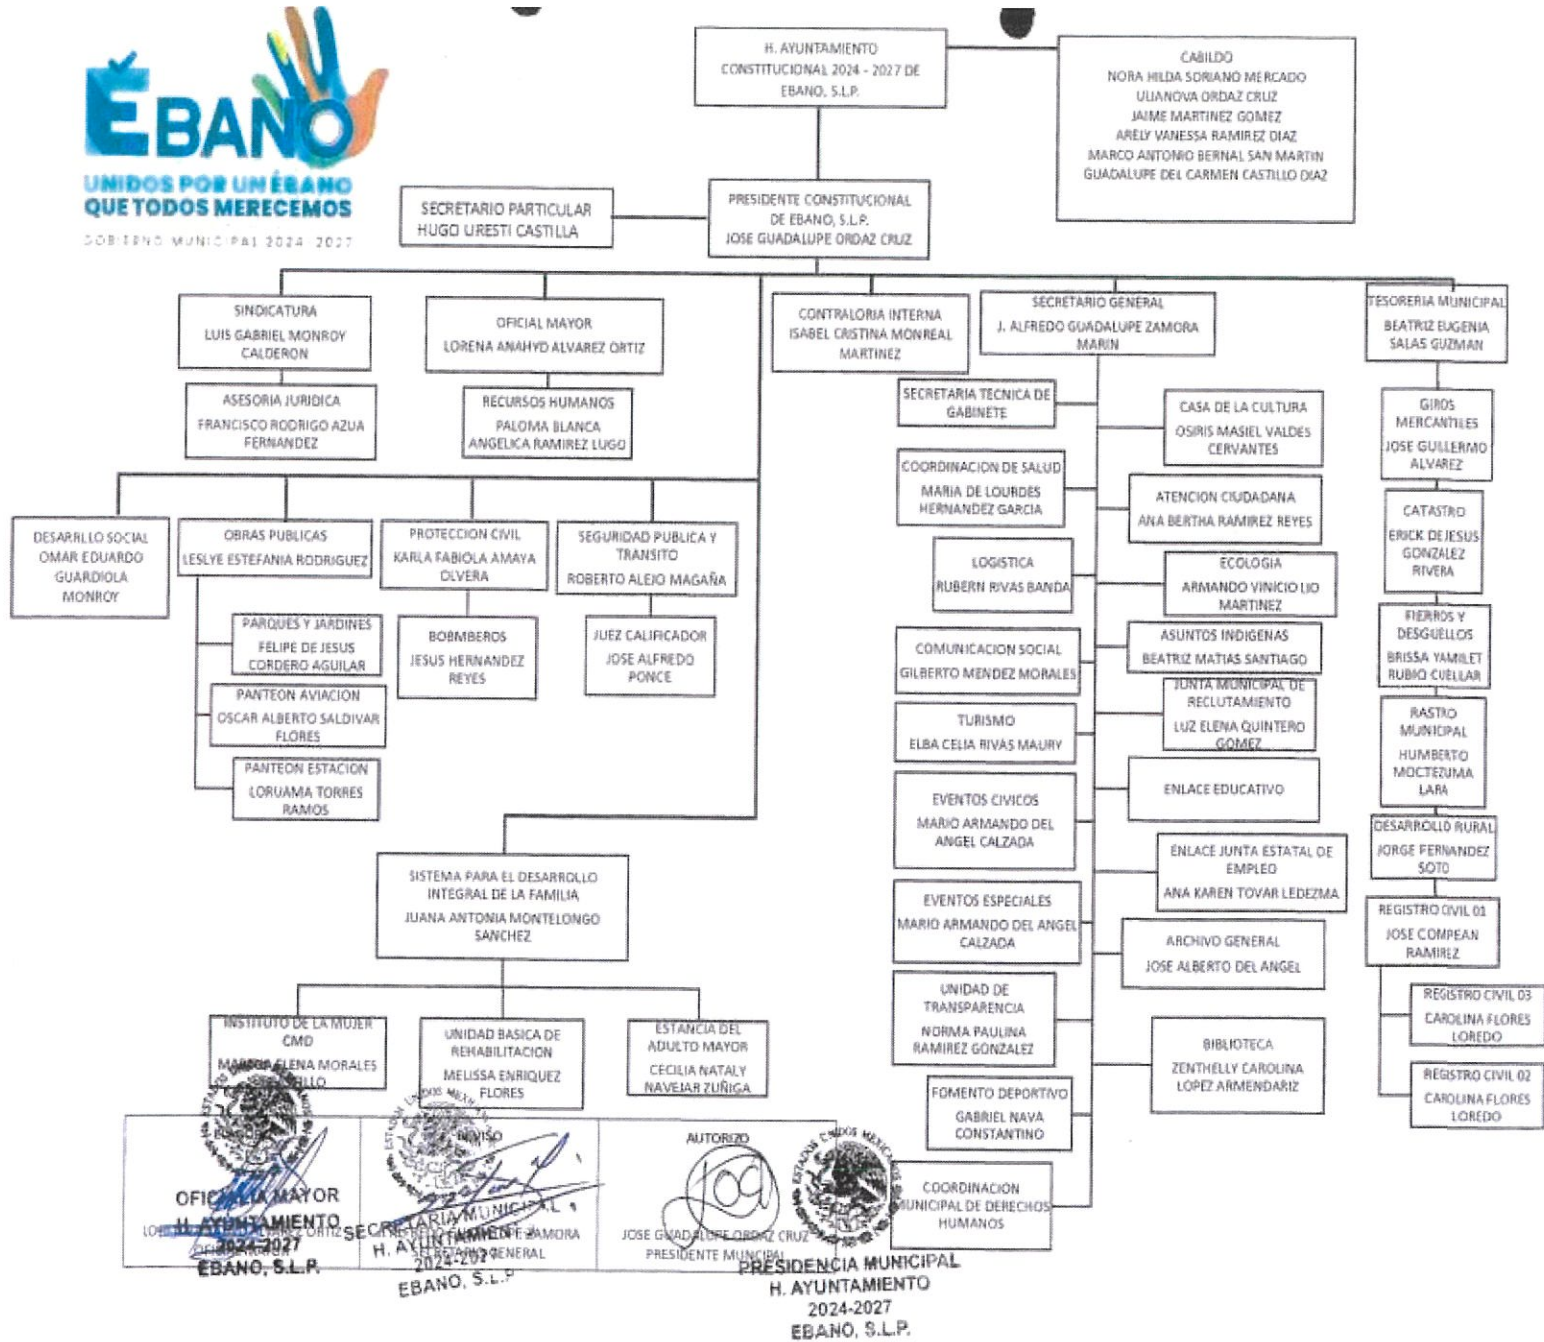 ÉBANO
UNIDOS POR UN ÉBANO
QUE TODOS MERECEMOS
GOBIERNO MUNICIPAL 2024 2027
H. AYUNTAMIENTO
CONSTITUCIONAL 2024 - 2027 DE
EBANO, S.L.P.
CABILDO
NORA HILDA SORIANO MERCADO
ULIANOVA ORDAZ CRUZ
JAIME MARTINEZ GOMEZ
ARELY VANESSA RAMIREZ DIAZ
MARCO ANTONIO BERNAL SAN MARTIN
GUADALUPE DEL CARMEN CASTILLO DIAZ
SECRETARIO PARTICULAR
HUGO URESTI CASTILLA
PRESIDENTE CONSTITUCIONAL
DE EBANO, S.L.P.
JOSE GUADALUPE ORDAZ CRUZ
SINDICATURA
LUIS GABRIEL MONROY
CALDERON
OFICIAL MAYOR
LORENA ANAHYD ALVAREZ ORTIZ
CONTRALORIA INTERNA
ISABEL CRISTINA MONREAL
MARTINEZ
SECRETARIO GENERAL
J. ALFREDO GUADALUPE ZAMORA
MARIN
TESORERIA MUNICIPAL
BEATRIZ EUGENIA
SALAS GUZMAN
ASESORIA JURIDICA
FRANCISCO RODRIGO AZUA
FERNANDEZ
RECURSOS HUMANOS
PALOMA BLANCA
ANGELICA RAMIREZ LUGO
DESARRLLO SOCIAL
OMAR EDUARDO
GUARDIOLA
MONROY
OBRAS PUBLICAS
LESLYE ESTEFANIA RODRIGUEZ
PROTECCION CIVIL
KARLA FABIOLA AMAYA
OLVERA
SEGURIDAD PUBLICA Y
TRANSITO
ROBERTO ALEJO MAGAÑA
PARQUES Y JARDINES
FELIPE DE JESUS
CORDERO AGUILAR
PANTEON AVIACION
OSCAR ALBERTO SALDIVAR
FLORES
PANTEON ESTACION
LORUAMA TORRES
RAMOS
BOBMBEROS
JESUS HERNANDEZ
REYES
JUEZ CALIFICADOR
JOSE ALFREDO
PONCE
SISTEMA PARA EL DESARROLLO
INTEGRAL DE LA FAMILIA
JUANA ANTONIA MONTELONGO
SANCHEZ
INSTITUTO DE LA MUJER
CMD
ELENA MORALES
UNIDAD BASICA DE
REHABILITACION
MELISSA ENRIQUEZ
FLORES
ESTANCIA DEL
ADULTO MAYOR
CECILIA NATALY
NAVEJAR ZUÑIGA
SECRETARIA TECNICA DE
GABINETE
COORDINACION DE SALUD
MARIA DE LOURDES
HERNANDEZ GARCIA
LOGISTICA
RUBERN RIVAS BANDA
COMUNICACION SOCIAL
GILBERTO MENDEZ MORALES
TURISMO
ELBA CELIA RIVAS MAURY
EVENTOS CIVICOS
MARIO ARMANDO DEL
ANGEL CALZADA
EVENTOS ESPECIALES
MARIO ARMANDO DEL ANGEL
CALZADA
UNIDAD DE
TRANSPARENCIA
NORMA PAULINA
RAMIREZ GONZALEZ
FOMENTO DEPORTIVO
GABRIEL NAVA
CONSTANTINO
COORDINACION
MUNICIPAL DE DERECHOS
HUMANOS
CASA DE LA CULTURA
OSIRIS MASIEL VALDES
CERVANTES
ATENCION CIUDADANA
ANA BERTHA RAMIREZ REYES
ECOLOGIA
ARMANDO VINICIO LIO
MARTINEZ
ASUNTOS INDIGENAS
BEATRIZ MATIAS SANTIAGO
JUNTA MUNICIPAL DE
RECLUTAMIENTO
LUZ ELENA QUINTERO
GOMEZ
ENLACE EDUCATIVO
ENLACE JUNTA ESTATAL DE
EMPLEO
ANA KAREN TOVAR LEDEZMA
ARCHIVO GENERAL
JOSE ALBERTO DEL ANGEL
BIBLIOTECA
ZENTHELLY CAROLINA
LOPEZ ARMENDARIZ
GIROS
MERCANTILES
JOSE GUILLERMO
ALVAREZ
CATASTRO
ERICK DE JESUS
GONZALEZ
RIVERA
FIERROS Y
DESGUELLOS
BRISSA YAMILET
RUBIO CUELLAR
RASTRO
MUNICIPAL
HUMBERTO
MOCTEZUMA
LARA
DESARROLLO RURAL
JORGE FERNANDEZ
SOTO
REGISTRO CIVIL 01
JOSE COMPEAN
RAMIREZ
REGISTRO CIVIL 03
CAROLINA FLORES
LOREDO
REGISTRO CIVIL 02
CAROLINA FLORES
LOREDO
OFICIALIA MAYOR
H. AYUNTAMIENTO
2024-2027
EBANO, S.L.P.
REVISO
SECRETARIA MUNICIPAL
H. AYUNTAMIENTO
2024-2027
EBANO, S.L.P
ZAMORA
SECRETARIO GENERAL
AUTORIZO
JOSE GUADALUPE ORDAZ CRUZ
PRESIDENTE MUNCIPAL
ESTADOS UNIDOS MEXICANOS
PRESIDENCIA MUNICIPAL
H. AYUNTAMIENTO
2024-2027
EBANO, S.L.P.